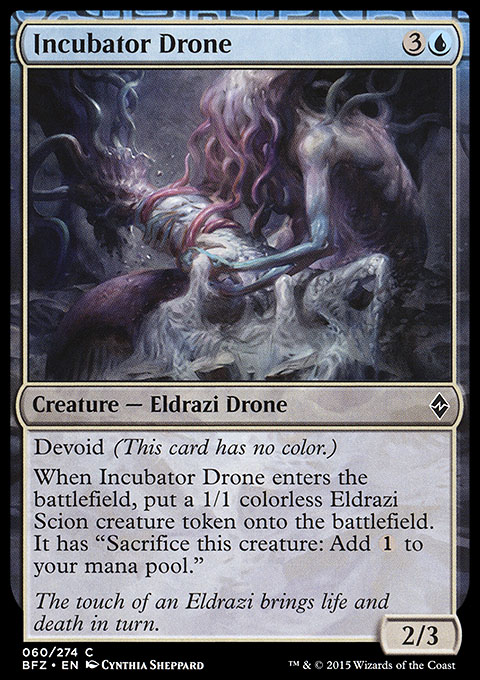 Incubator Drone 3
Creature — Eldrazi Drone
Devoid (This card has no color.)
When Incubator Drone enters the
battlefield, put a 1/1 colorless Eldrazi
Scion creature token onto the battlefield.
It has “Sacrifice this creature: Add 1 to
your mana pool.”
The touch of an Eldrazi brings life and
death in turn.
2/3
060/274 C
BFZ • EN Cynthia Sheppard
™ & © 2015 Wizards of the Coast